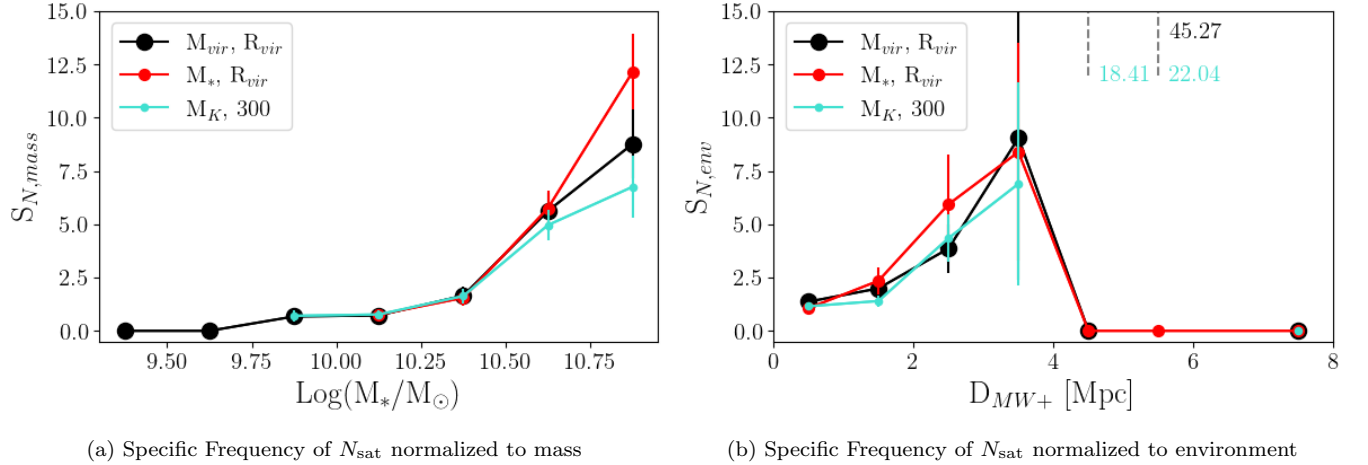 15.0
12.5
10.0
7.5
5.0
2.5
0.0
S_{N,mass}
M_{vir}, R_{vir}
M_*, R_{vir}
M_K, 300
9.50 9.75 10.00 10.25 10.50 10.75
Log(M_*/M_⊙)
(a) Specific Frequency of N_{sat} normalized to mass
15.0
12.5
10.0
7.5
5.0
2.5
0.0
S_{N,env}
M_{vir}, R_{vir}
M_*, R_{vir}
M_K, 300
45.27
18.41 22.04
0 2 4 6 8
D_{MW+} [Mpc]
(b) Specific Frequency of N_{sat} normalized to environment